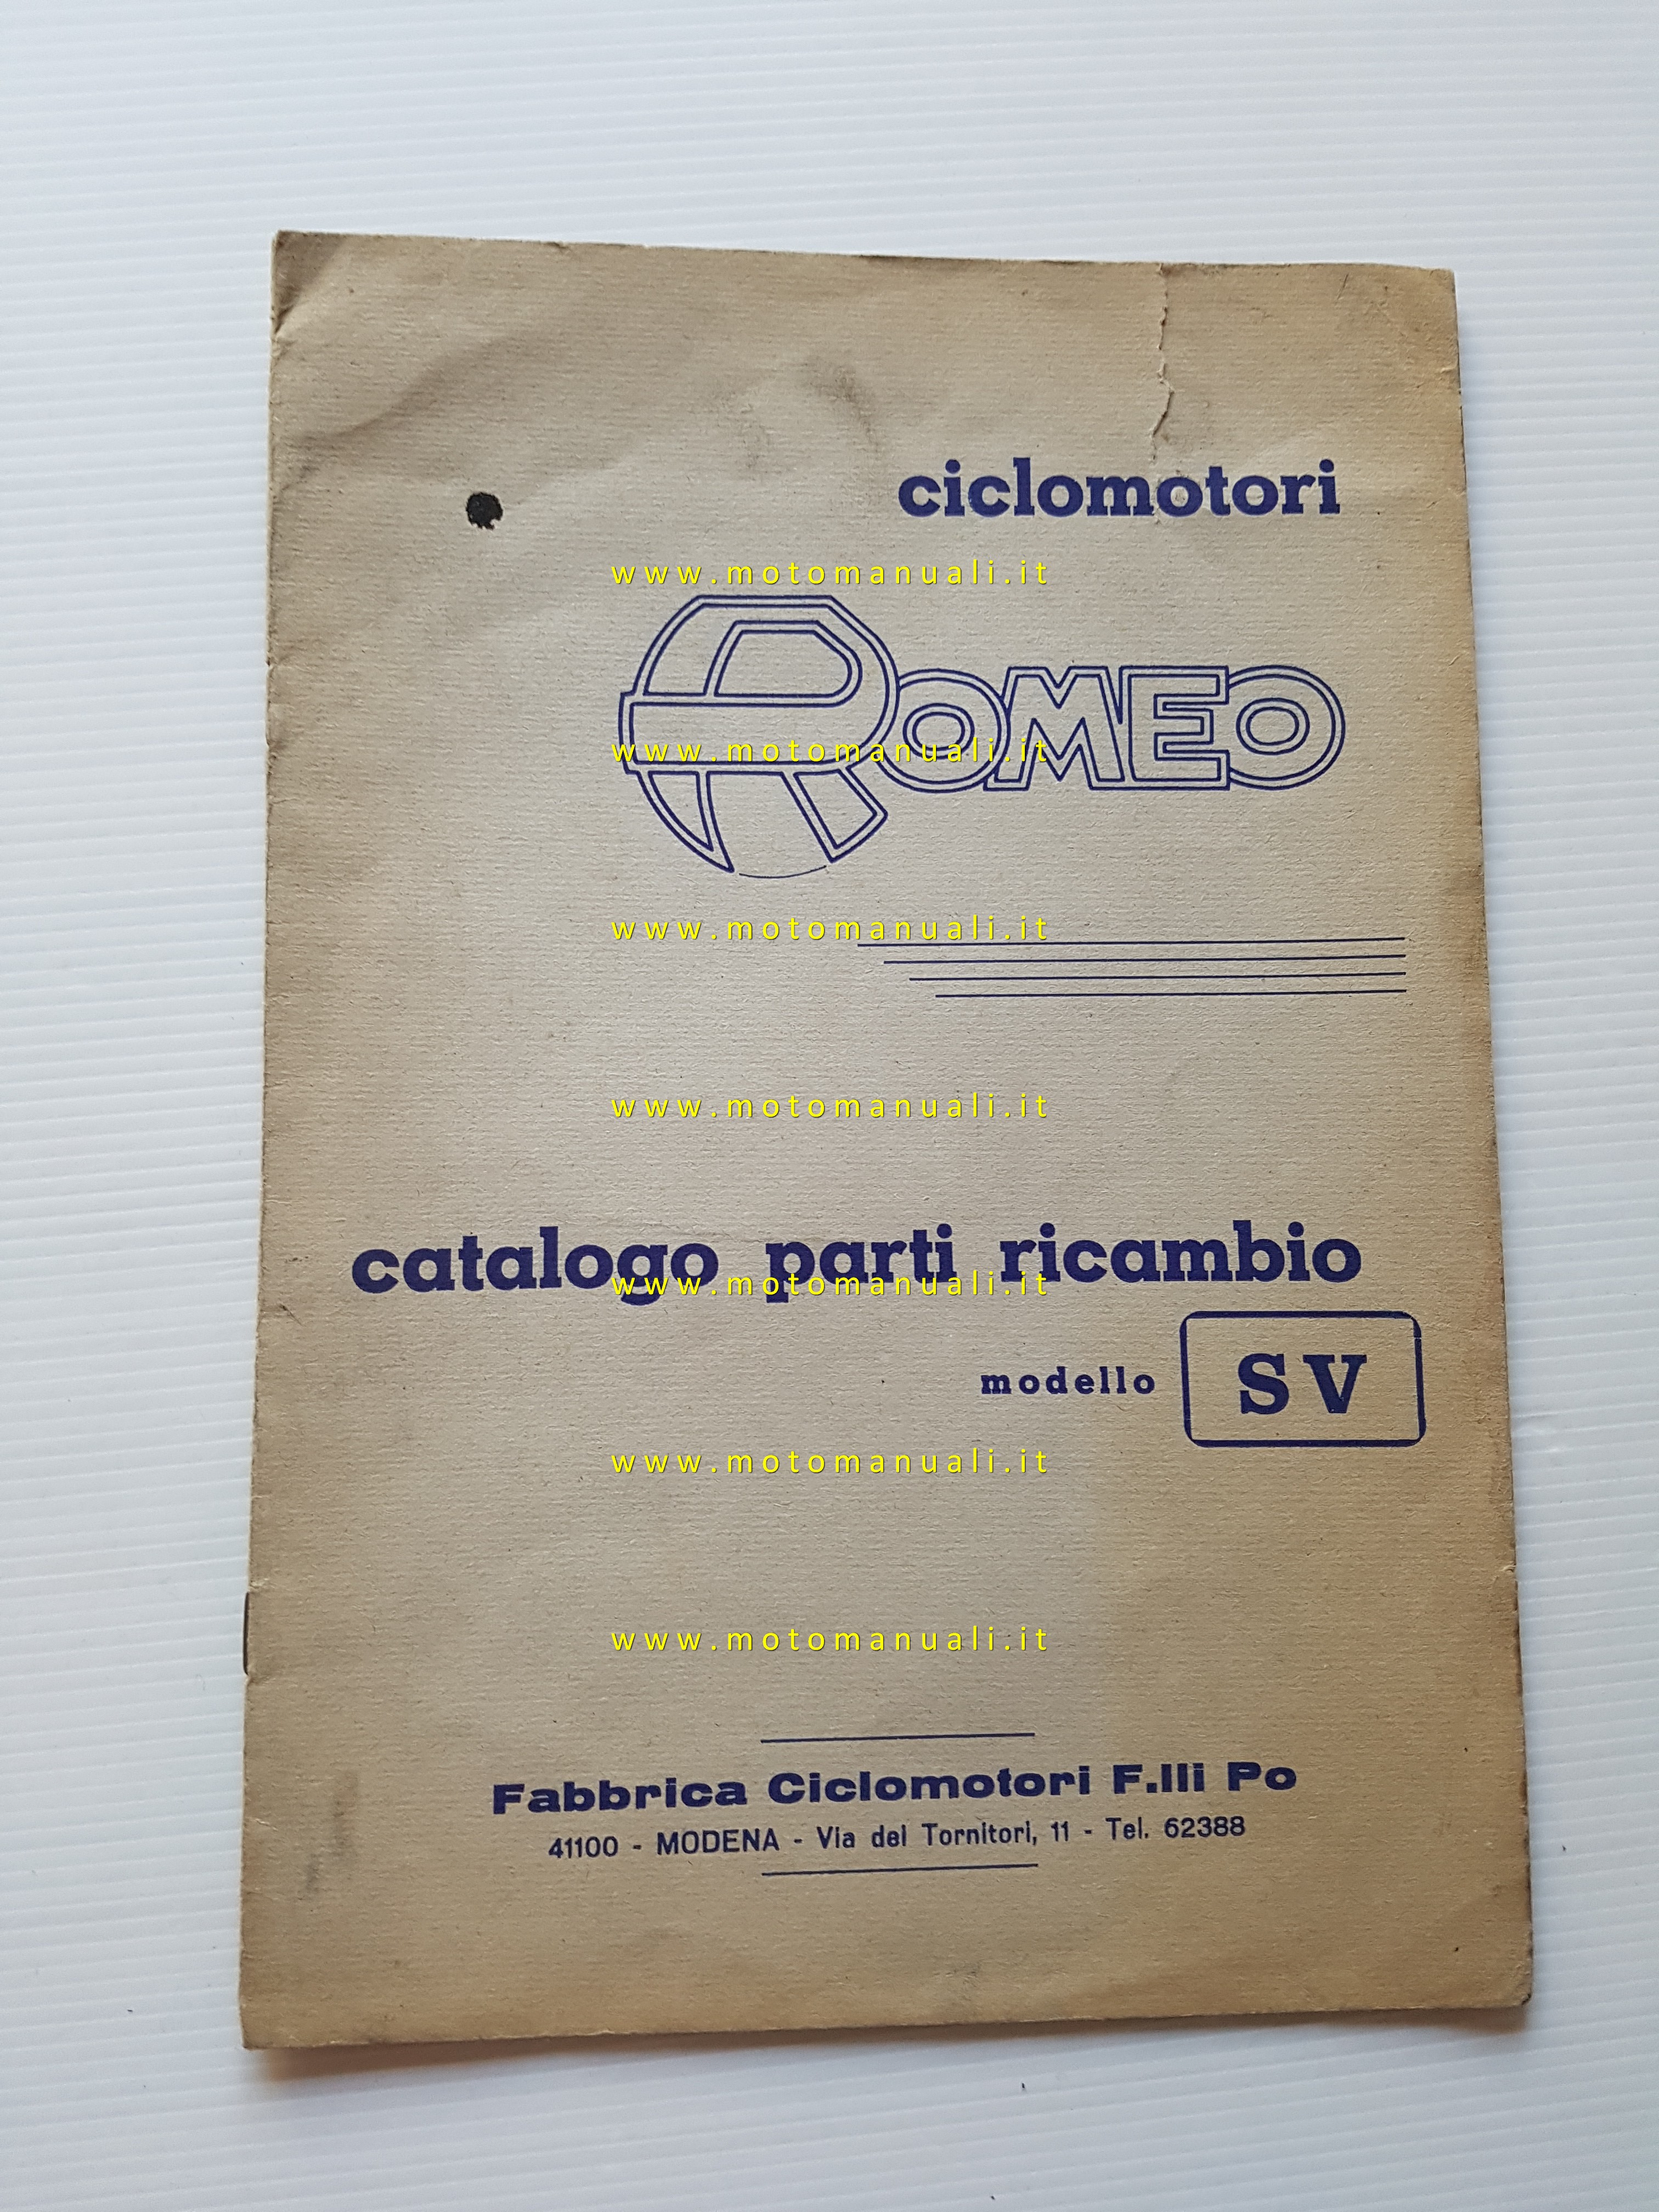 ciclomotori
www.motomanuali.it
ROMEO
www.motomanuali.it
www.motomanuali.it
www.motomanuali.it
catalogo parti ricambio
www.motomanuali.it
modello SV
www.motomanuali.it
www.motomanuali.it
Fabbrica Ciclomotori F.lli Po
41100 - MODENA - Via dei Tornitori, 11 - Tel. 62388